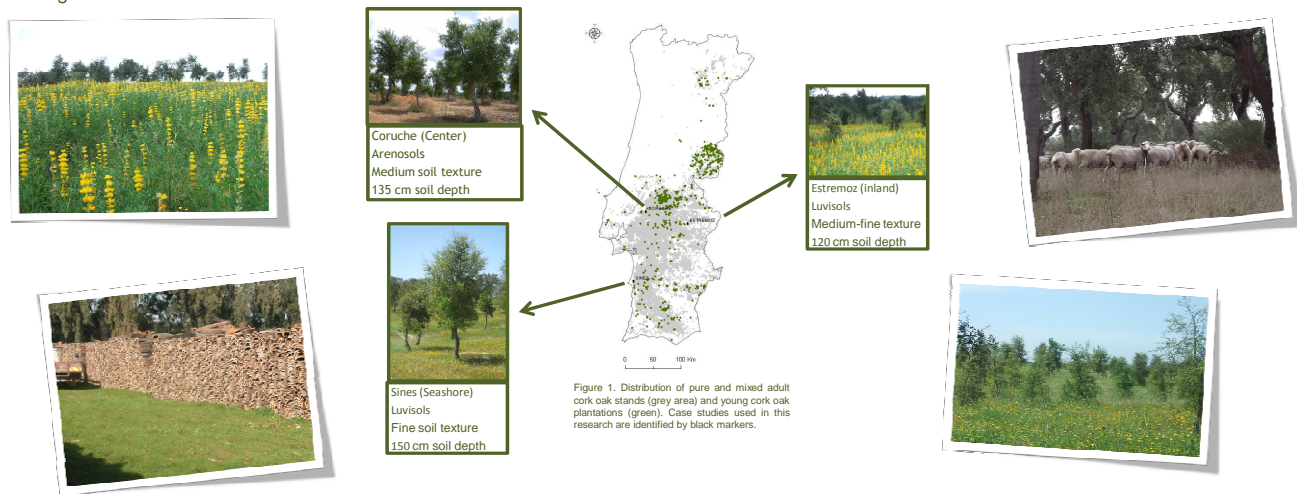 Coruche (Center)
Arenosols
Medium soil texture
135 cm soil depth
Estremoz (inland)
Luvisols
Medium-fine texture
120 cm soil depth
ESTREMOZ
SINES
Sines (Seashore)
Luvisols
Fine soil texture
150 cm soil depth
0 50 100 Km
Figure 1. Distribution of pure and mixed adult
cork oak stands (grey area) and young cork oak
plantations (green). Case studies used in this
research are identified by black markers.